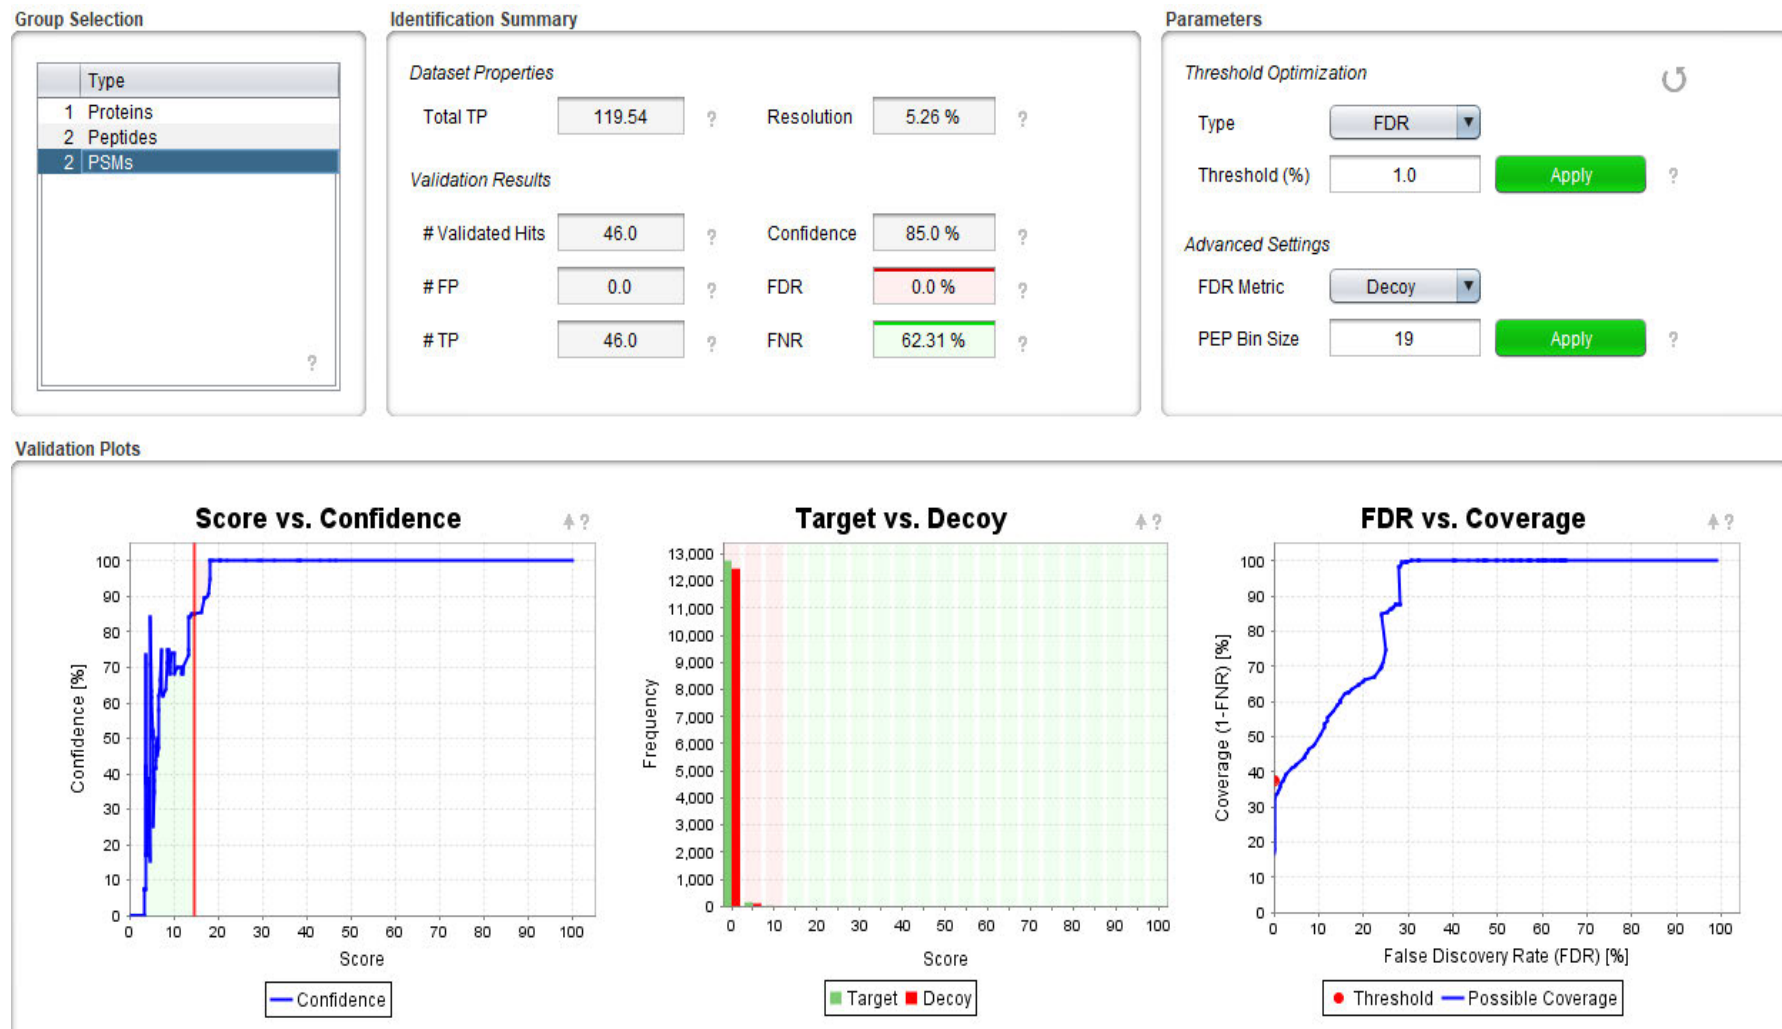 Group Selection
Type
1 Proteins
2 Peptides
2 PSMs
?
Identification Summary
Dataset Properties
Total TP 119.54 ? Resolution 5.26 % ?
Validation Results
# Validated Hits 46.0 ? Confidence 85.0 % ?
# FP 0.0 ? FDR 0.0 % ?
# TP 46.0 ? FNR 62.31 % ?
Parameters
Threshold Optimization
Type FDR
Threshold (%) 1.0 Apply ?
Advanced Settings
FDR Metric Decoy
PEP Bin Size 19 Apply ?
Validation Plots
Score vs. Confidence ?
Confidence [%]
100
90
80
70
60
50
40
30
20
10
0
0 10 20 30 40 50 60 70 80 90 100
Score
Confidence
Target vs. Decoy ?
Frequency
13,000
12,000
11,000
10,000
9,000
8,000
7,000
6,000
5,000
4,000
3,000
2,000
1,000
0
0 10 20 30 40 50 60 70 80 90 100
Score
Target Decoy
FDR vs. Coverage ?
Coverage (1-FNR) [%]
100
90
80
70
60
50
40
30
20
10
0
0 10 20 30 40 50 60 70 80 90 100
False Discovery Rate (FDR) [%]
Threshold Possible Coverage